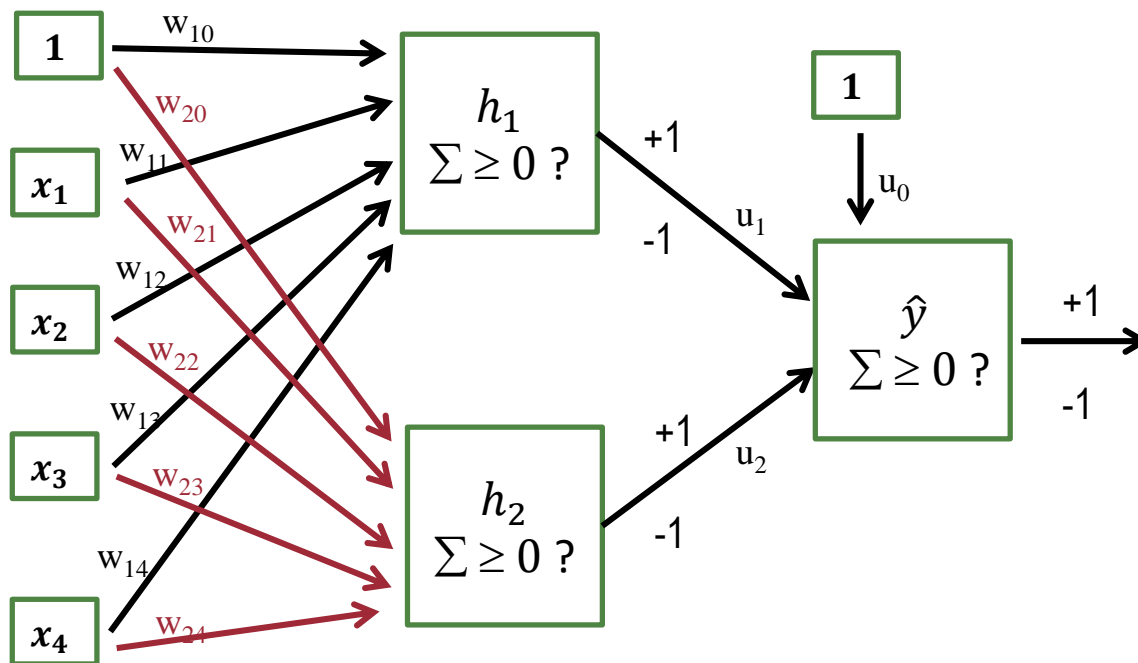 1
w₁₀
w₂₀
x₁
w₁₁
w₂₁
x₂
w₁₂
w₂₂
x₃
w₁₃
w₂₃
x₄
w₁₄
w₂₄
h₁
∑ ≥ 0 ?
h₂
∑ ≥ 0 ?
+1
u₁
-1
+1
u₂
-1
1
u₀
ŷ
∑ ≥ 0 ?
+1
-1